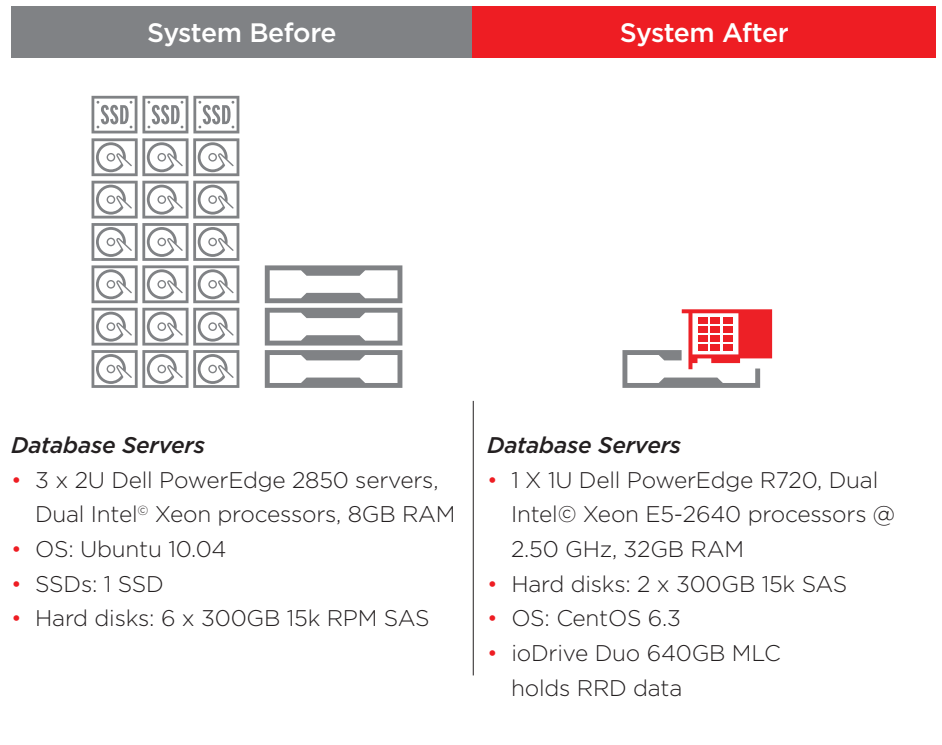 System Before
System After
SSD SSD SSD
Database Servers
• 3 x 2U Dell PowerEdge 2850 servers,
Dual Intel© Xeon processors, 8GB RAM
• OS: Ubuntu 10.04
• SSDs: 1 SSD
• Hard disks: 6 x 300GB 15k RPM SAS
Database Servers
• 1 X 1U Dell PowerEdge R720, Dual
Intel© Xeon E5-2640 processors @
2.50 GHz, 32GB RAM
• Hard disks: 2 x 300GB 15k SAS
• OS: CentOS 6.3
• ioDrive Duo 640GB MLC
holds RRD data